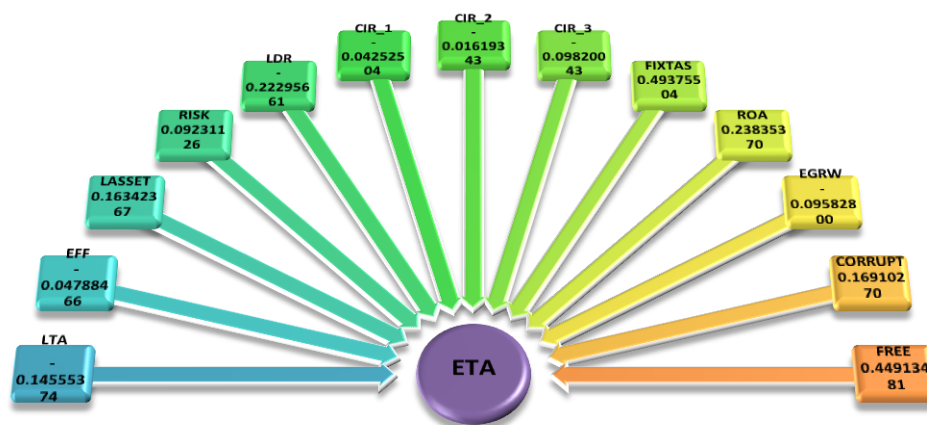 LTA
-
0.145553
74
EFF
-
0.047884
66
LASSET
0.163423
67
RISK
0.092311
26
LDR
-
0.222956
61
CIR_1
-
0.042525
04
CIR_2
-
0.016193
43
CIR_3
-
0.098200
43
FIXTAS
0.493755
04
ROA
0.238353
70
EGRW
-
0.095828
00
CORRUPT
0.169102
70
FREE
0.449134
81
ETA